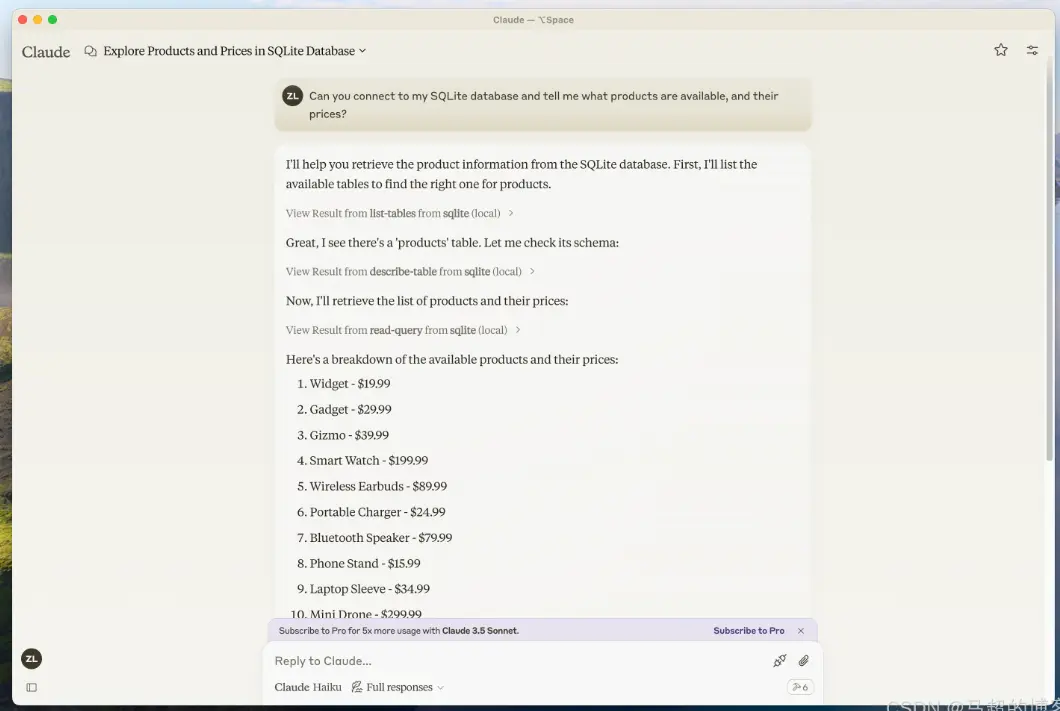 Claude — ⌥Space
Claude
Explore Products and Prices in SQLite Database
ZL
Can you connect to my SQLite database and tell me what products are available, and their
prices?
I'll help you retrieve the product information from the SQLite database. First, I'll list the
available tables to find the right one for products.
View Result from list-tables from sqlite (local)
Great, I see there's a 'products' table. Let me check its schema:
View Result from describe-table from sqlite (local)
Now, I'll retrieve the list of products and their prices:
View Result from read-query from sqlite (local)
Here's a breakdown of the available products and their prices:
1. Widget - $19.99
2. Gadget - $29.99
3. Gizmo - $39.99
4. Smart Watch - $199.99
5. Wireless Earbuds - $89.99
6. Portable Charger - $24.99
7. Bluetooth Speaker - $79.99
8. Phone Stand - $15.99
9. Laptop Sleeve - $34.99
10. Mini Drone - $299.99
Subscribe to Pro for 5x more usage with Claude 3.5 Sonnet.
Subscribe to Pro
ZL
Reply to Claude...
Claude Haiku
Full responses
6
CSDN @马超的博客